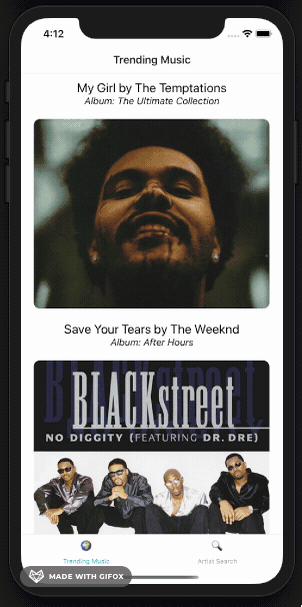 4:12
Trending Music
My Girl by The Temptations
Album: The Ultimate Collection
Save Your Tears by The Weeknd
Album: After Hours
BLACKstreet
NO DIGGITY (FEATURING DR. DRE)
Trending Music
Artist Search
MADE WITH GIFOX